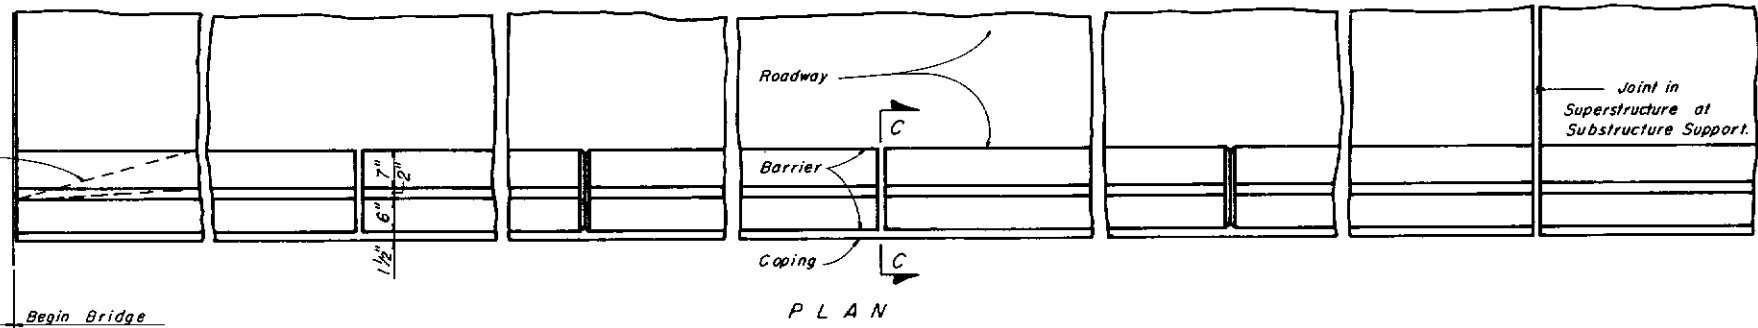 Roadway
Joint in
Superstructure at
Substructure Support.
C
Barrier
7"
2"
6"
1½"
Coping
C
PLAN
Begin Bridge